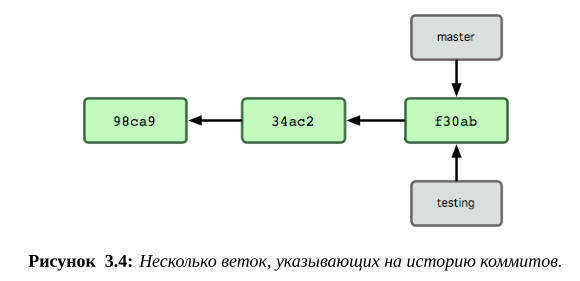 master
98ca9
34ac2
f30ab
testing
Рисунок 3.4: Несколько веток, указывающих на историю коммитов.